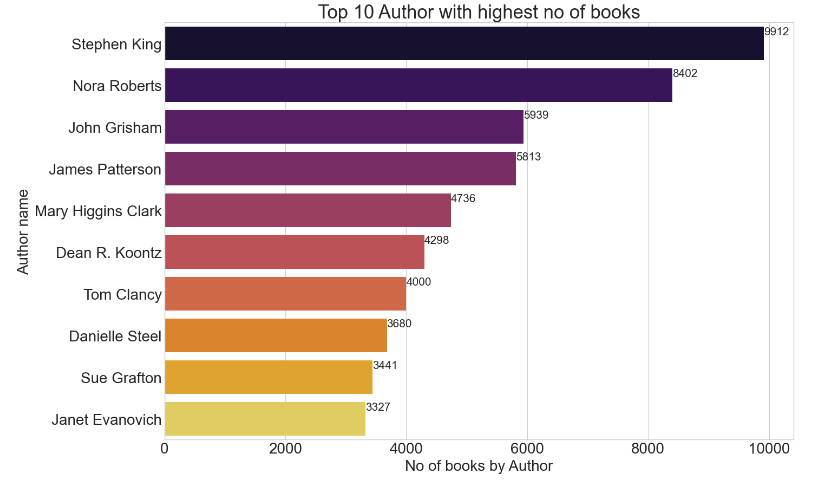 Top 10 Author with highest no of books
Stephen King
9912
Nora Roberts
8402
John Grisham
5939
James Patterson
5813
Mary Higgins Clark
4736
Dean R. Koontz
4298
Tom Clancy
4000
Danielle Steel
3680
Sue Grafton
3441
Janet Evanovich
3327
Author name
0 2000 4000 6000 8000 10000
No of books by Author